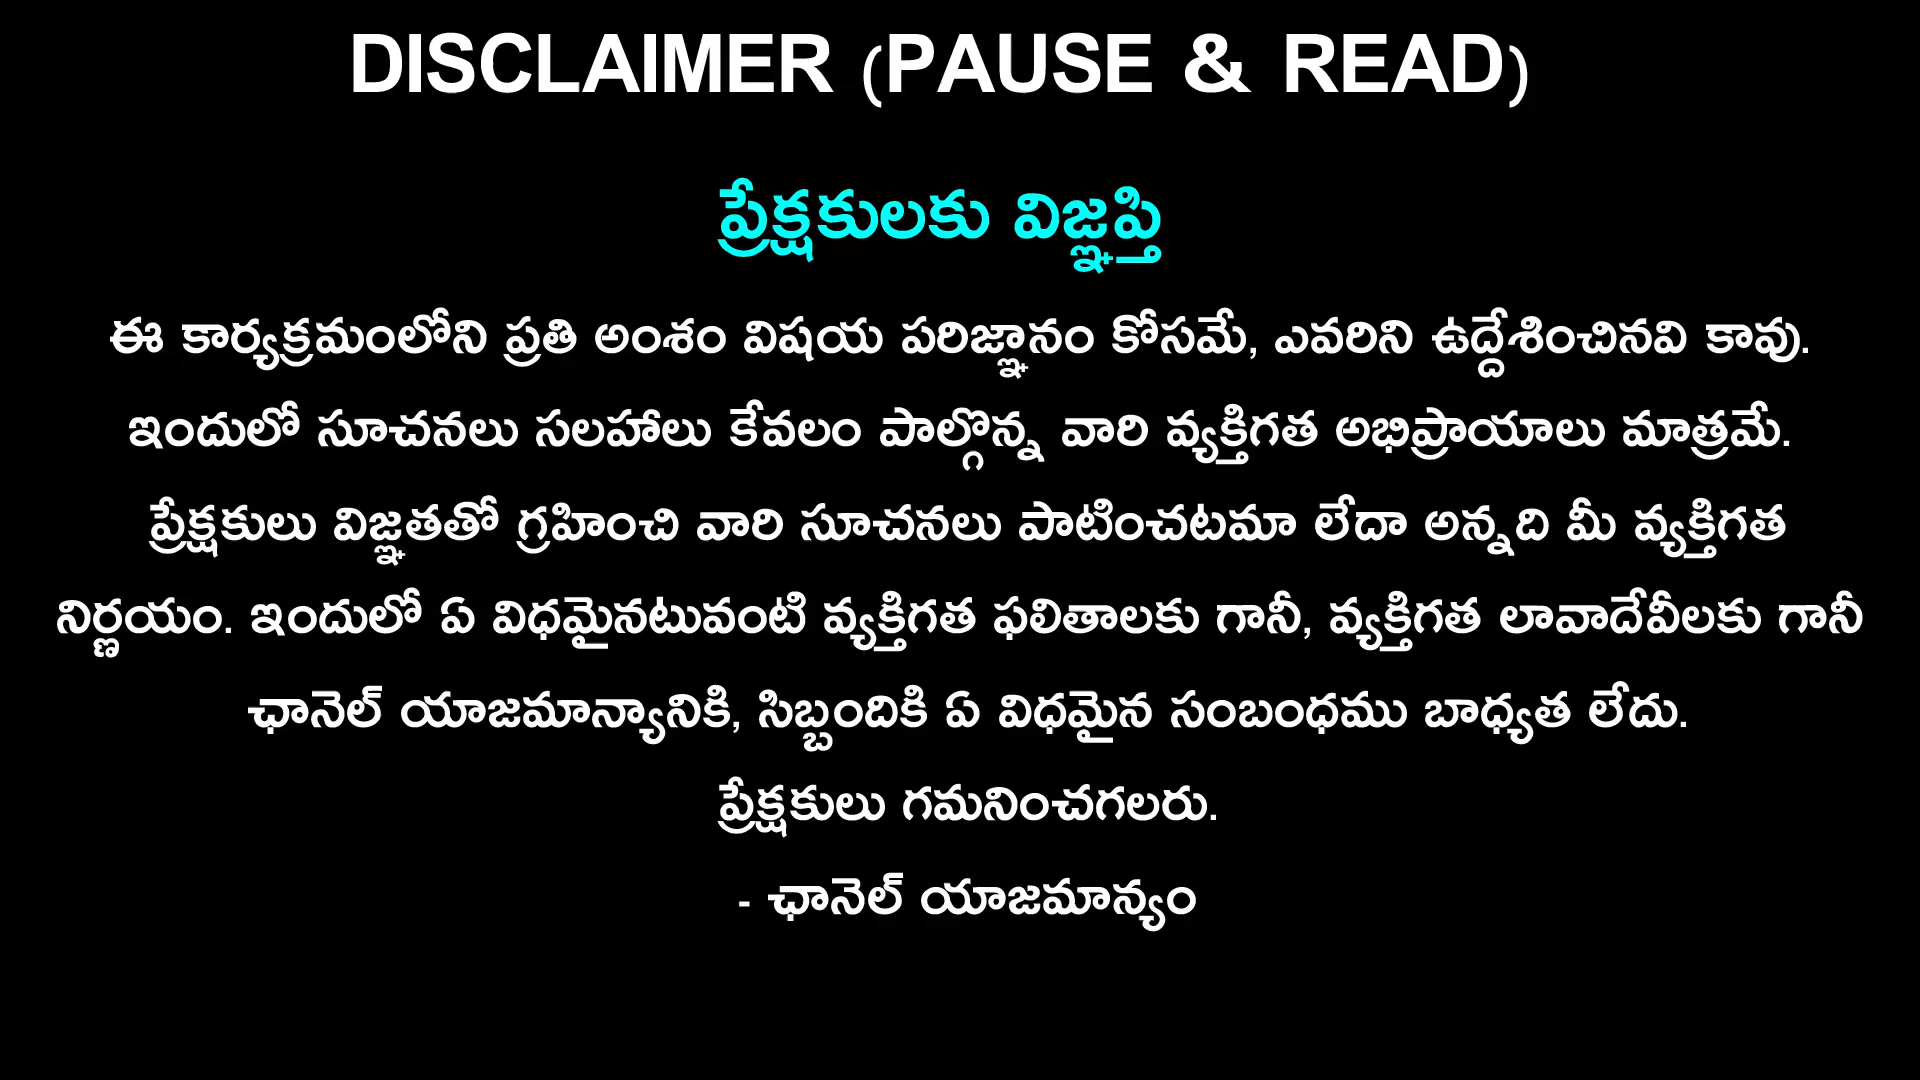 DISCLAIMER (PAUSE & READ)
ప్రేక్షకులకు విజ్ఞప్తి
ఈ కార్యక్రమంలోని ప్రతి అంశం విషయ పరిజ్ఞానం కోసమే, ఎవరిని ఉద్దేశించినవి కావు.
ఇందులో సూచనలు సలహాలు కేవలం పాల్గొన్న వారి వ్యక్తిగత అభిప్రాయాలు మాత్రమే.
ప్రేక్షకులు విజ్ఞతతో గ్రహించి వారి సూచనలు పాటించటమా లేదా అన్నది మీ వ్యక్తిగత
నిర్ణయం. ఇందులో ఏ విధమైనటువంటి వ్యక్తిగత ఫలితాలకు గానీ, వ్యక్తిగత లావాదేవీలకు గానీ
ఛానెల్ యాజమాన్యానికి, సిబ్బందికి ఏ విధమైన సంబంధము బాధ్యత లేదు.
ప్రేక్షకులు గమనించగలరు.
- ఛానెల్ యాజమాన్యం